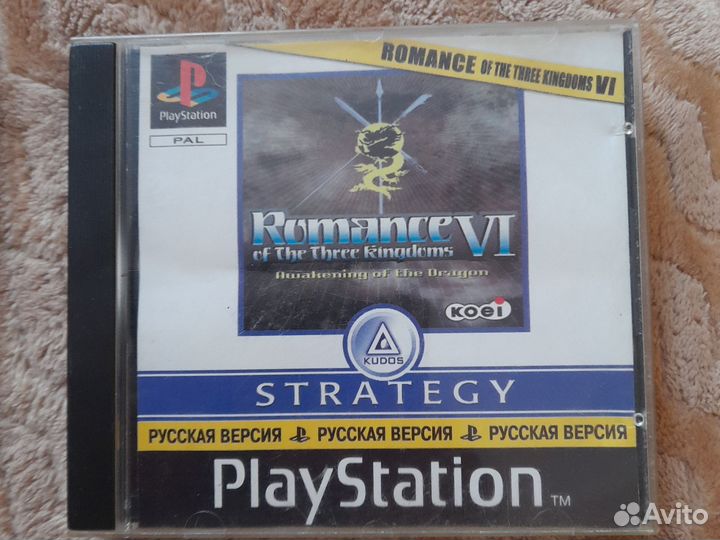 ROMANCE OF THE THREE KINGDOMS VI
PlayStation
PAL
Romance VI
of The Three Kingdoms
Awakening of the Dragon
KOEI
KUDOS
STRATEGY
РУССКАЯ ВЕРСИЯ РУССКАЯ ВЕРСИЯ РУССКАЯ ВЕРСИЯ
PlayStation TM
Avito